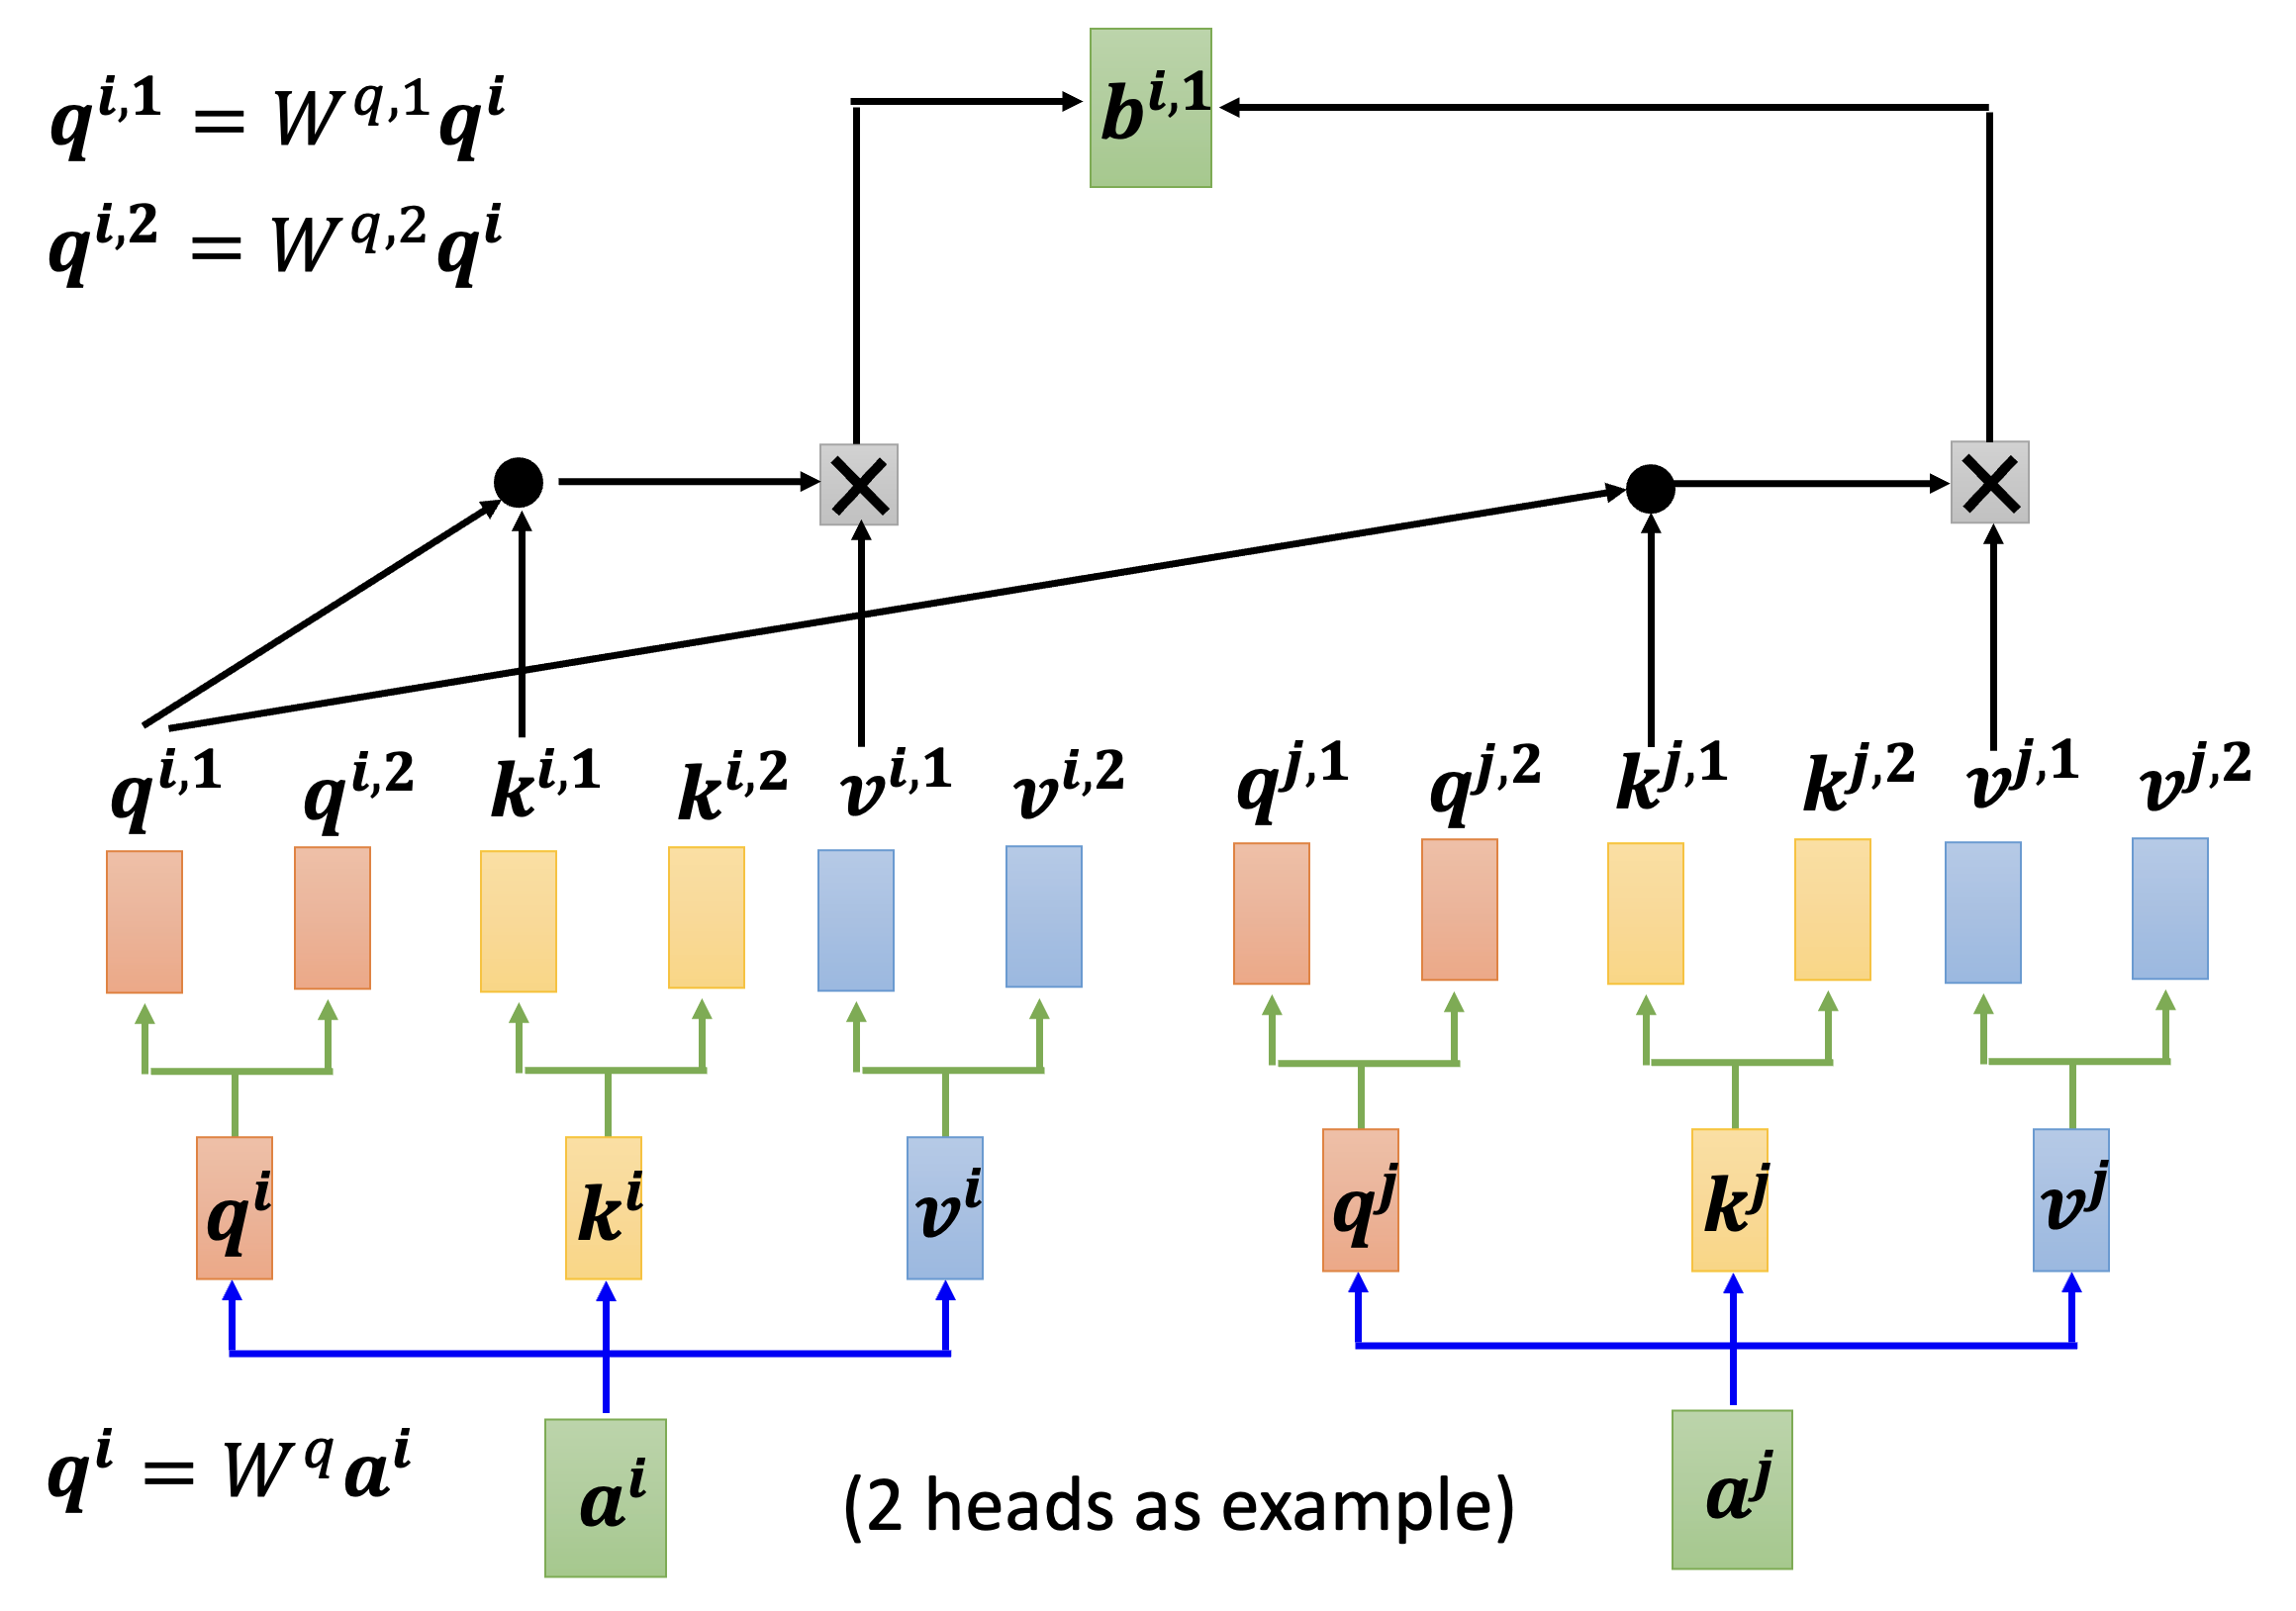 q^{i,1} = W^{q,1}q^i
b^{i,1}
q^{i,2} = W^{q,2}q^i
q^{i,1} q^{i,2} k^{i,1} k^{i,2} v^{i,1} v^{i,2} q^{j,1} q^{j,2} k^{j,1} k^{j,2} v^{j,1} v^{j,2}
q^i k^i v^i q^j k^j v^j
q^i = W^q a^i
a^i
(2 heads as example)
a^j